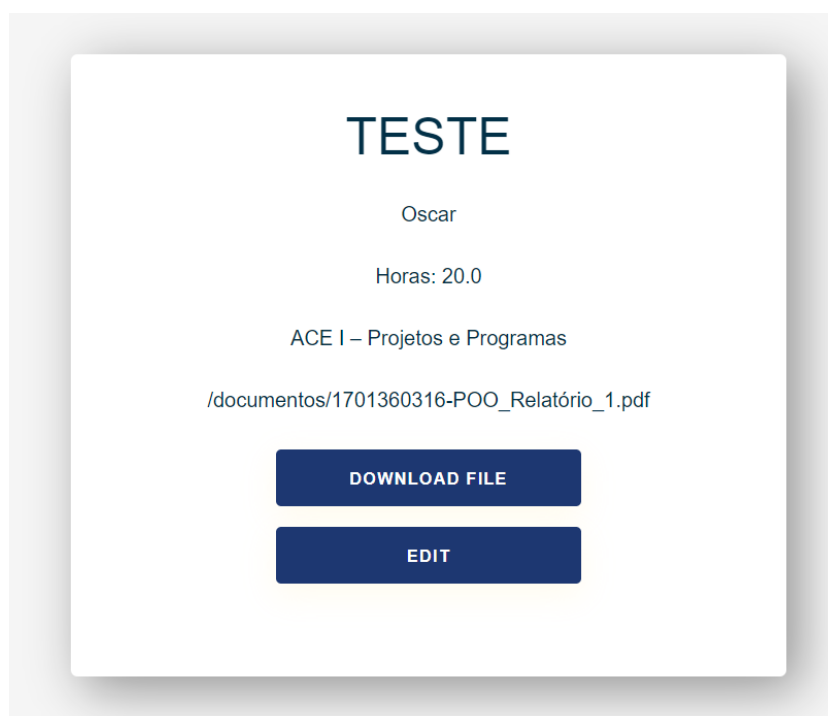 TESTE
Oscar
Horas: 20.0
ACE I – Projetos e Programas
/documentos/1701360316-POO_Relatório_1.pdf
DOWNLOAD FILE
EDIT